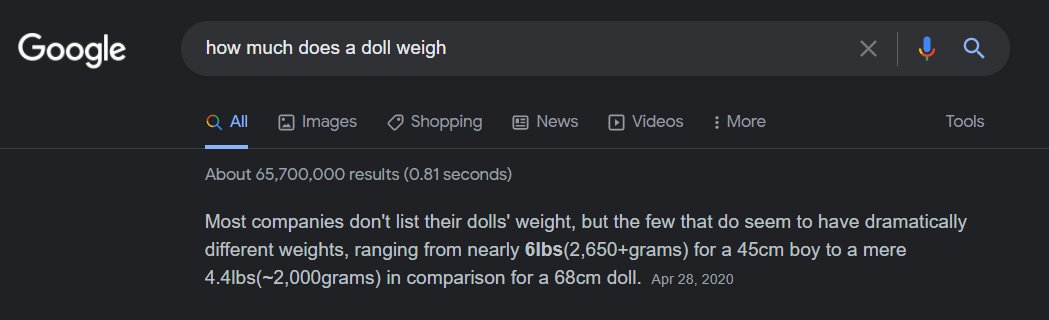 Google
how much does a doll weigh
All Images Shopping News Videos More Tools
About 65,700,000 results (0.81 seconds)
Most companies don't list their dolls' weight, but the few that do seem to have dramatically
different weights, ranging from nearly 6lbs(2,650+grams) for a 45cm boy to a mere
4.4lbs(~2,000grams) in comparison for a 68cm doll. Apr 28, 2020